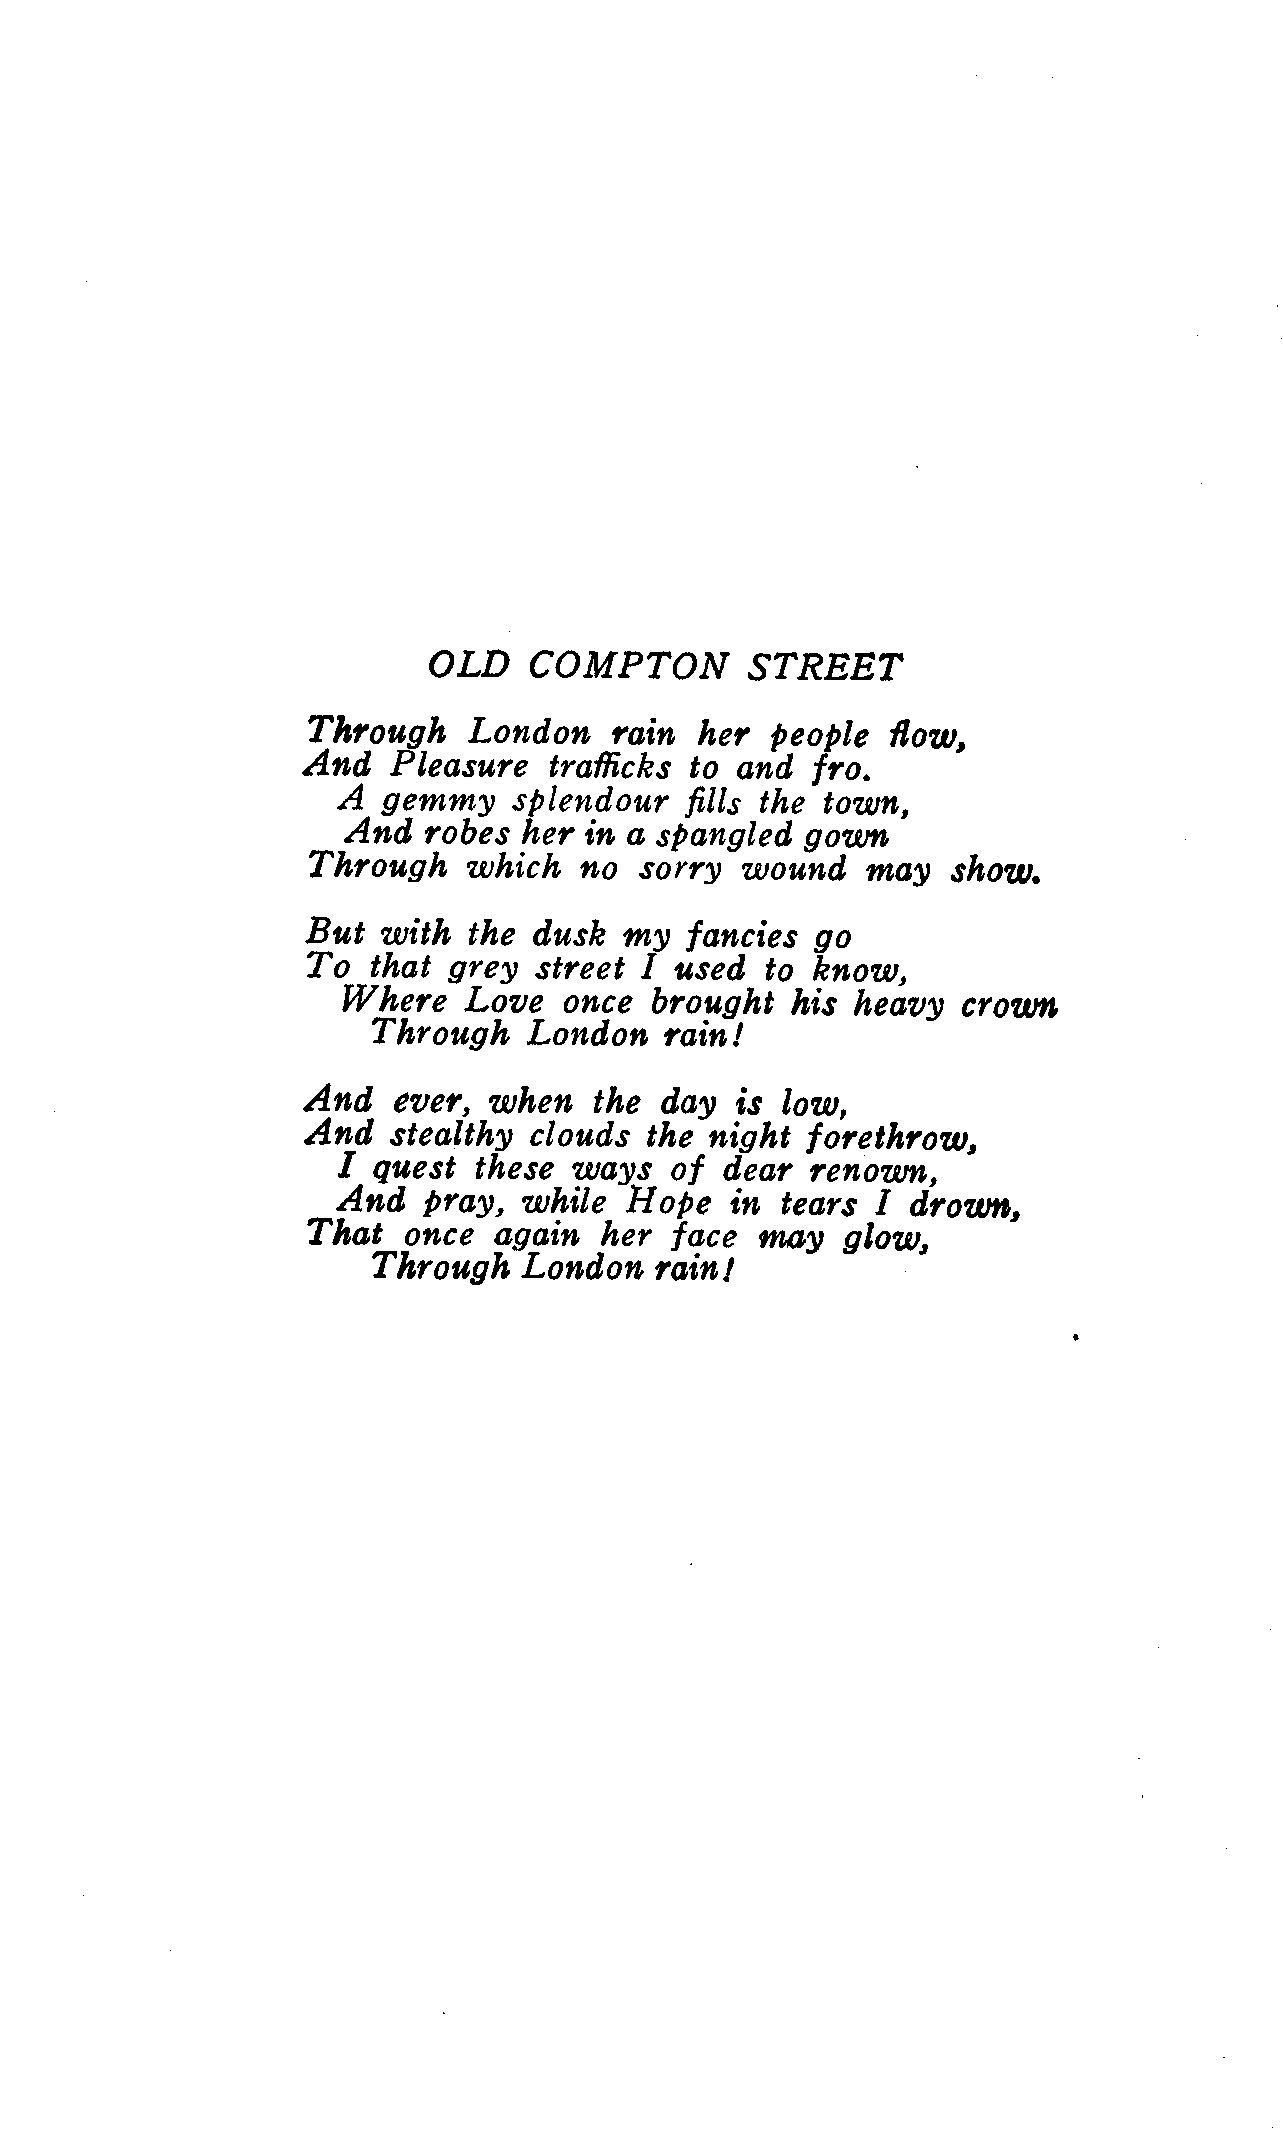 OLD COMPTON STREET
Through London rain her people flow,
And Pleasure trafficks to and fro.
A gemmy splendour fills the town,
And robes her in a spangled gown
Through which no sorry wound may show.
But with the dusk my fancies go
To that grey street I used to know,
Where Love once brought his heavy crown
Through London rain!
And ever, when the day is low,
And stealthy clouds the night forethrow,
I quest these ways of dear renown,
And pray, while Hope in tears I drown,
That once again her face may glow,
Through London rain!